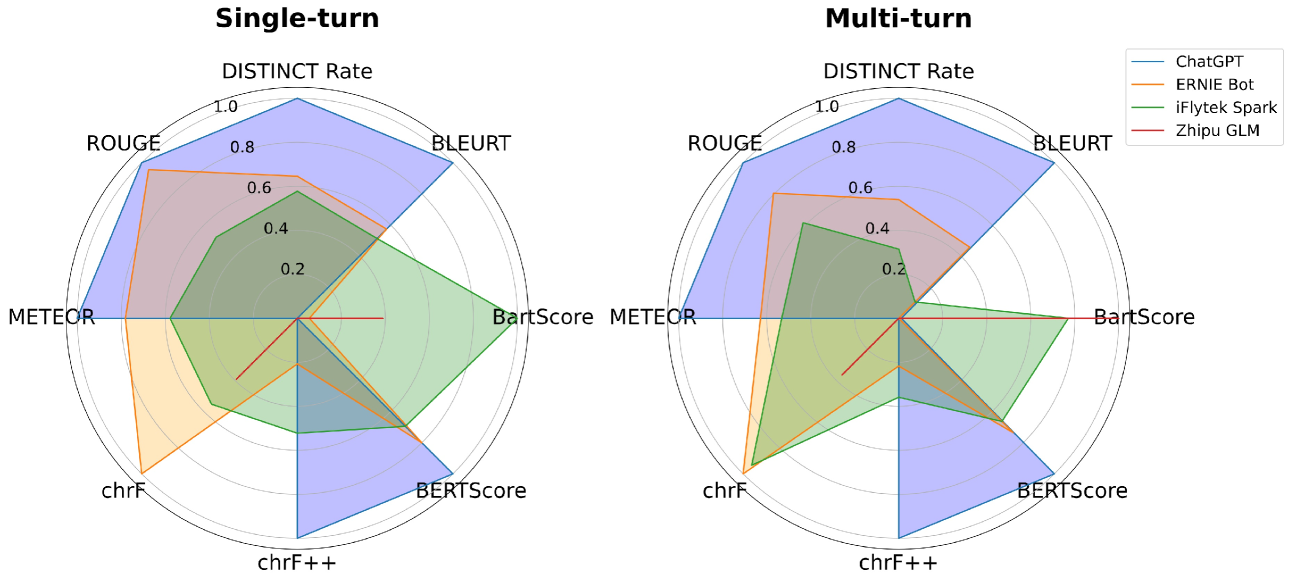 Single-turn
DISTINCT Rate
1.0
ROUGE
BLEURT
0.8
0.6
0.4
0.2
METEOR
BartScore
chrF
BERTScore
chrF++
Multi-turn
DISTINCT Rate
1.0
ROUGE
BLEURT
0.8
0.6
0.4
0.2
METEOR
BartScore
chrF
BERTScore
chrF++
ChatGPT
ERNIE Bot
iFlytek Spark
Zhipu GLM